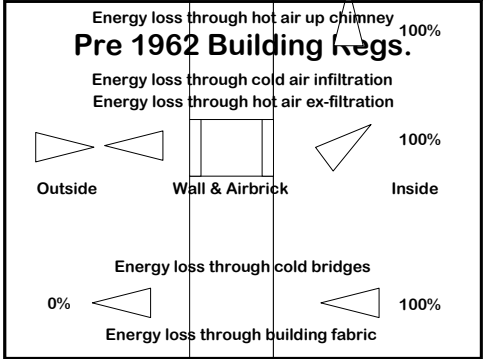 Energy loss through hot air up chimney
100%
Pre 1962 Building Regs.
Energy loss through cold air infiltration
Energy loss through hot air ex-filtration
100%
Outside Wall & Airbrick Inside
Energy loss through cold bridges
0% 100%
Energy loss through building fabric